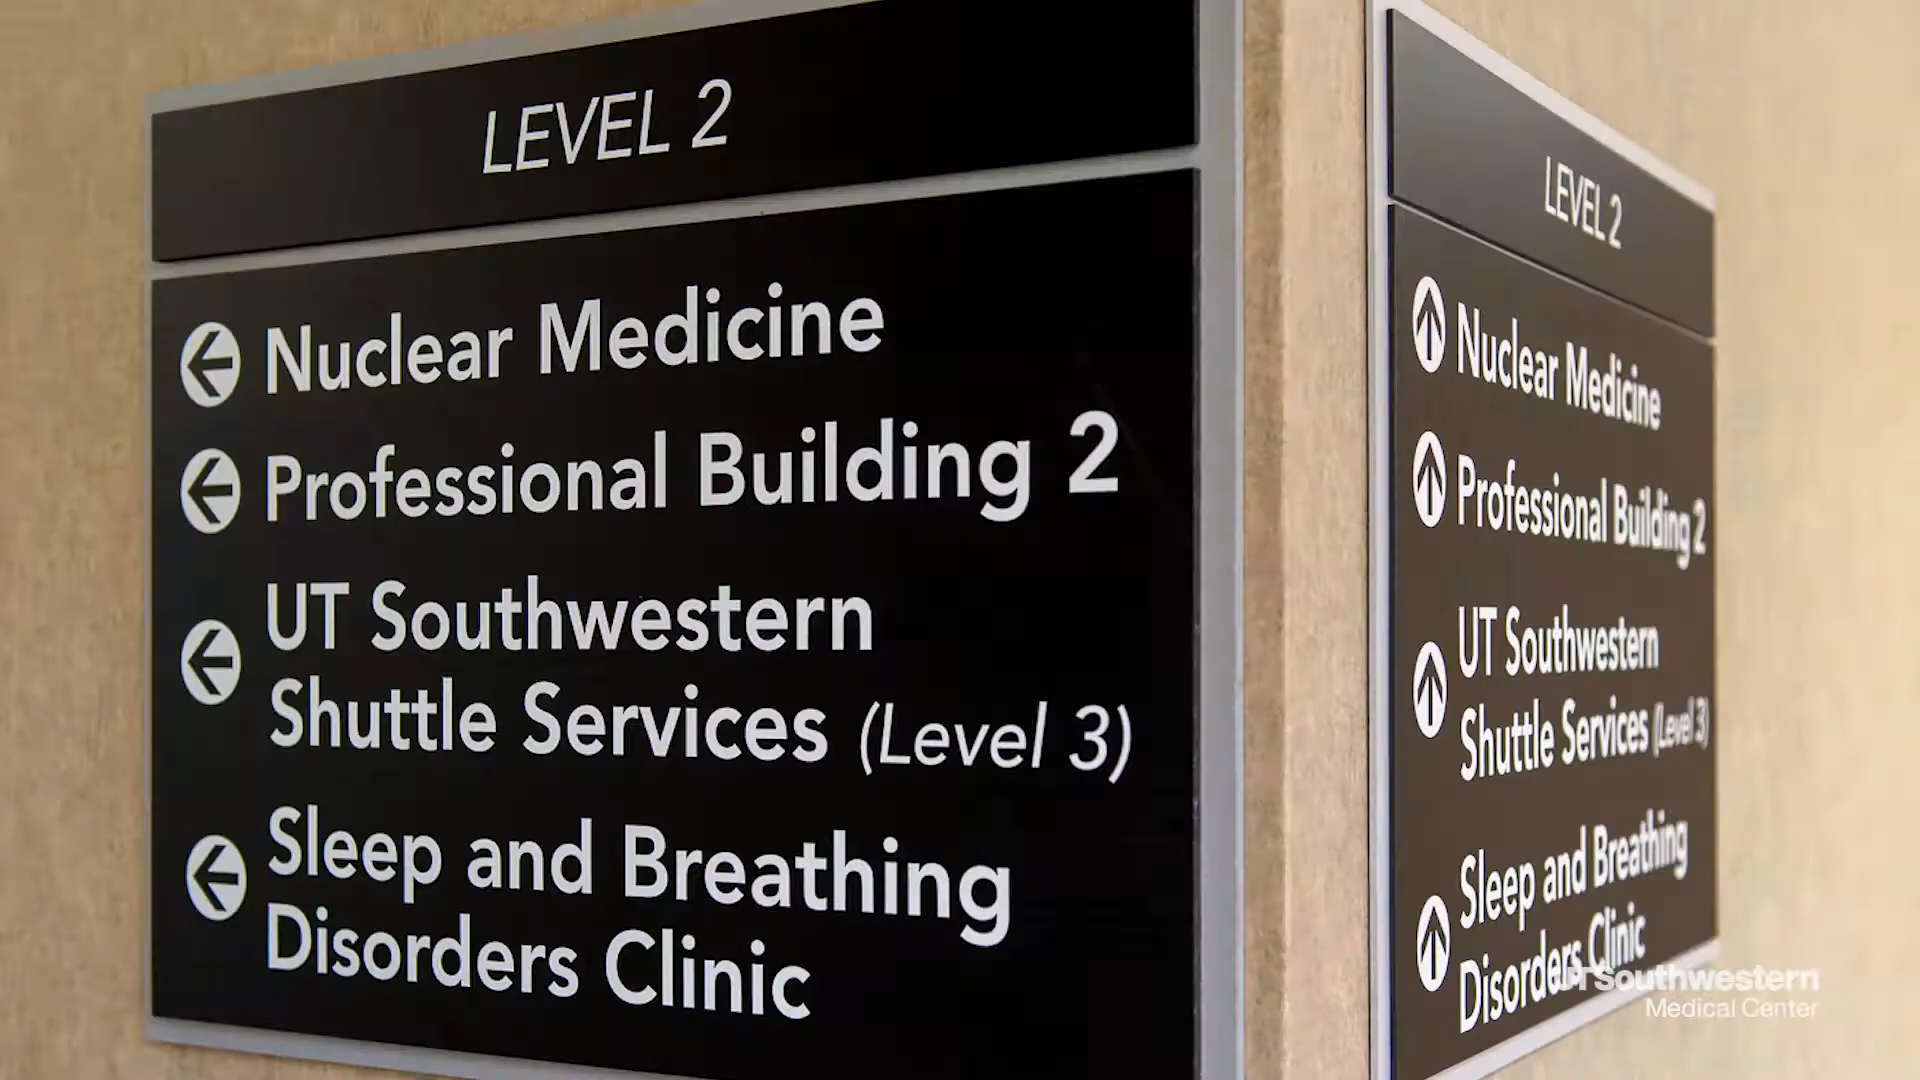 LEVEL 2
Nuclear Medicine
Professional Building 2
UT Southwestern
Shuttle Services (Level 3)
Sleep and Breathing
Disorders Clinic
LEVEL 2
Nuclear Medicine
Professional Building 2
UT Southwestern
Shuttle Services (Level 3)
Sleep and Breathing
Disorders Clinic
UTSouthwestern
Medical Center